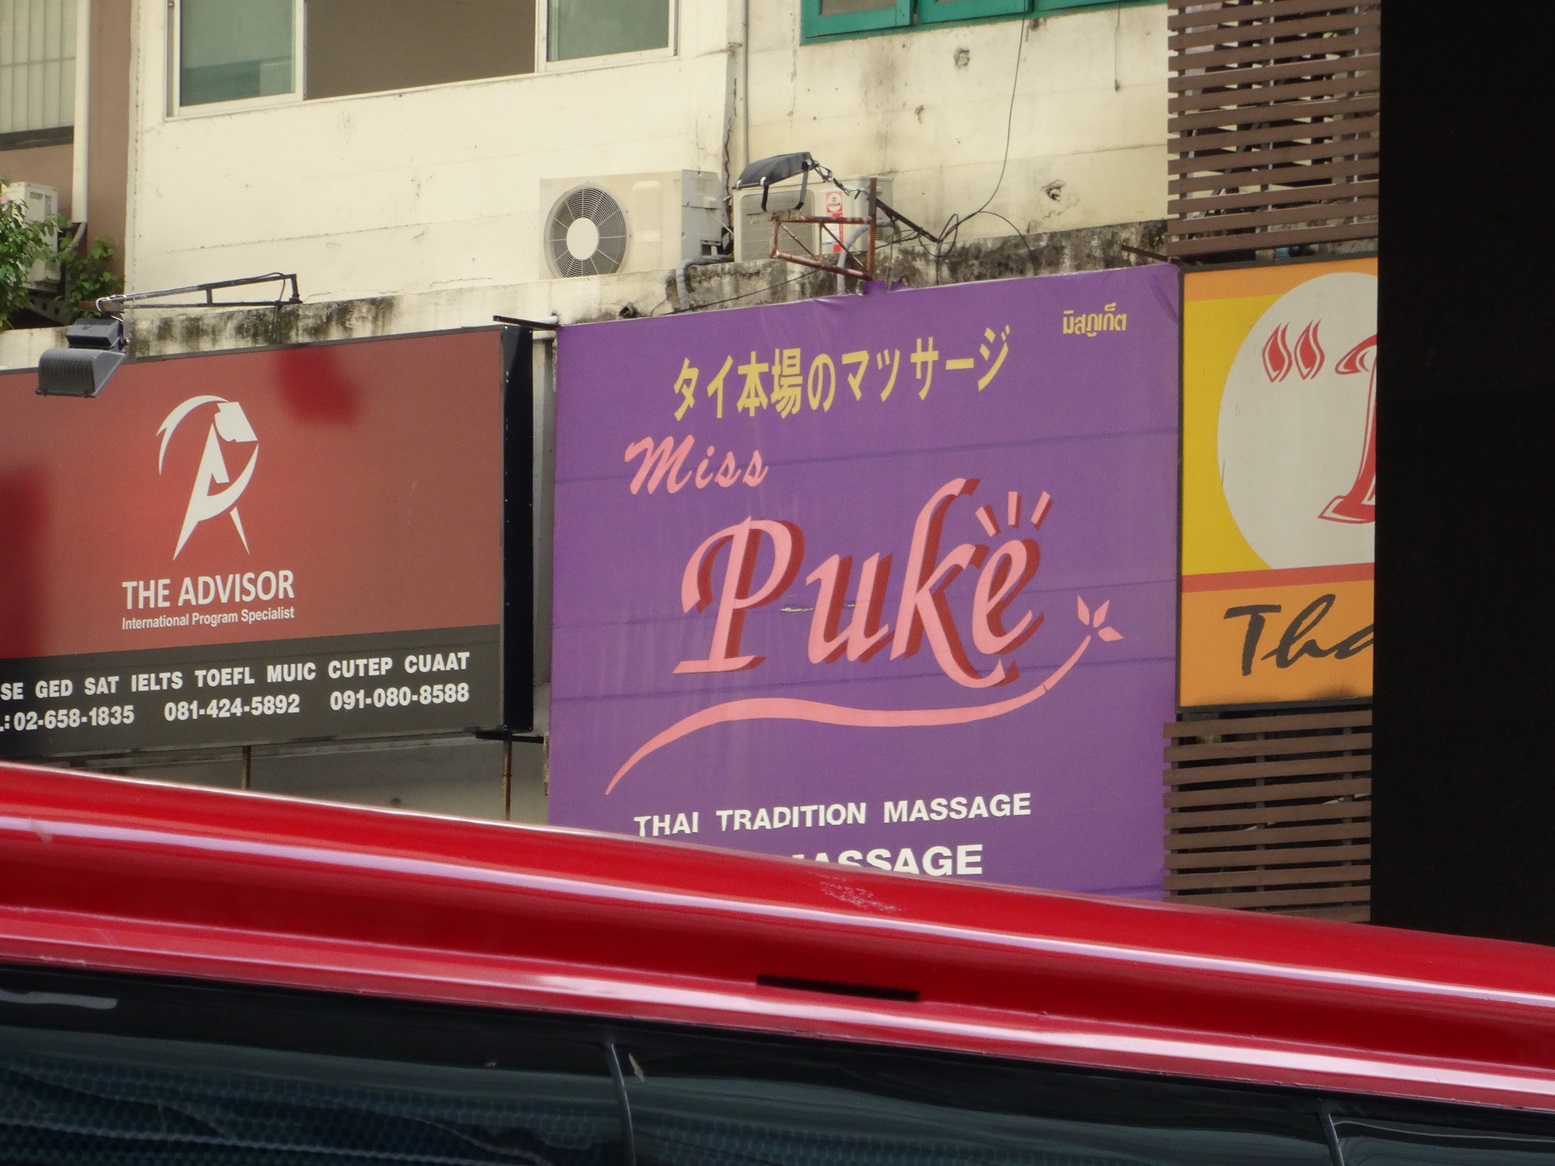 THE ADVISOR
International Program Specialist
SE GED SAT IELTS TOEFL MUIC CUTEP CUAAT
02-658-1835 081-424-5892 091-080-8588
มิสภูเก็ต
タイ本場のマッサージ
Miss
Puke
THAI TRADITION MASSAGE
MASSAGE